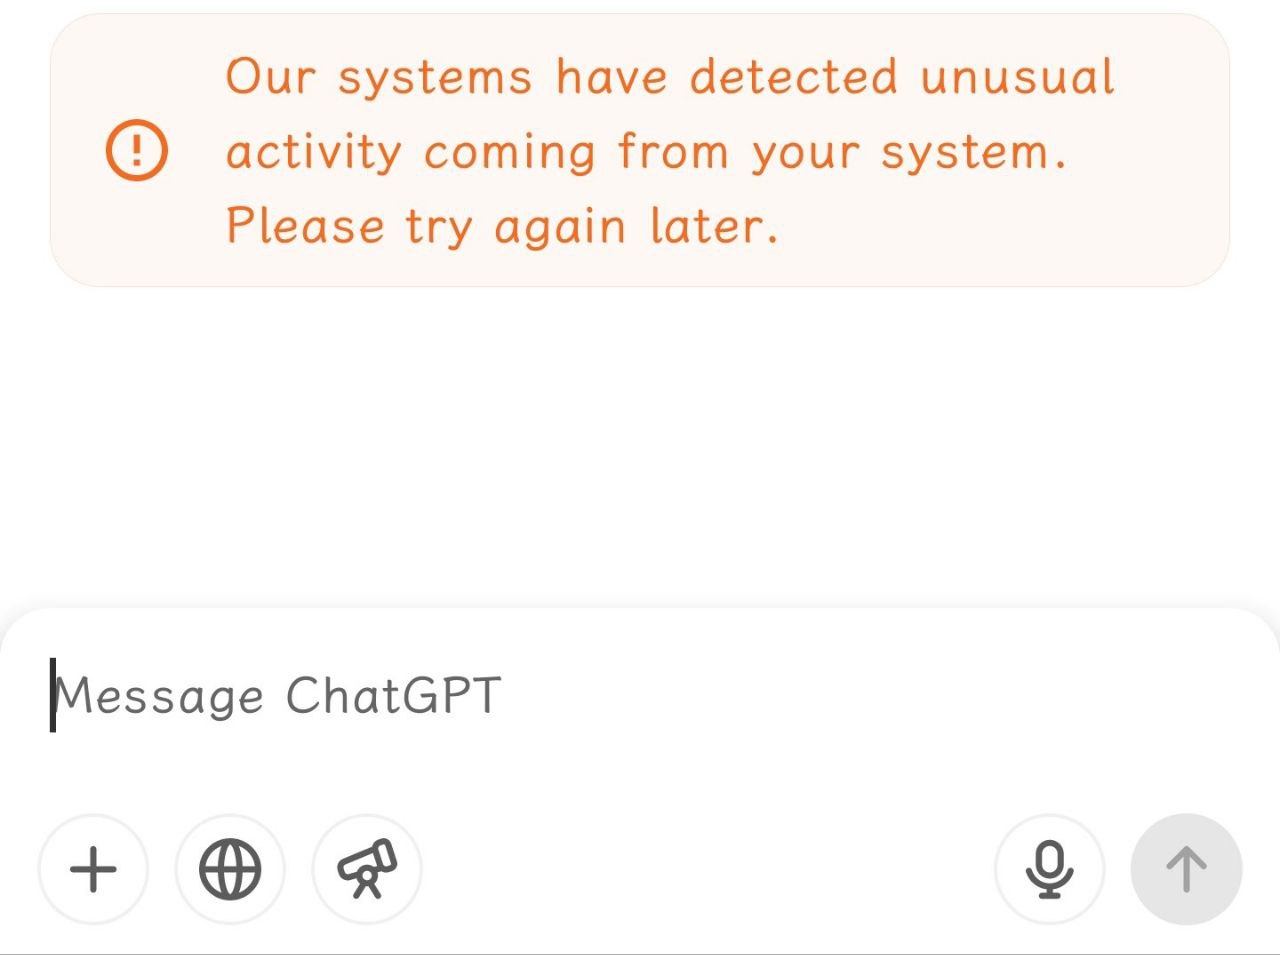 Our systems have detected unusual
activity coming from your system.
Please try again later.
Message ChatGPT